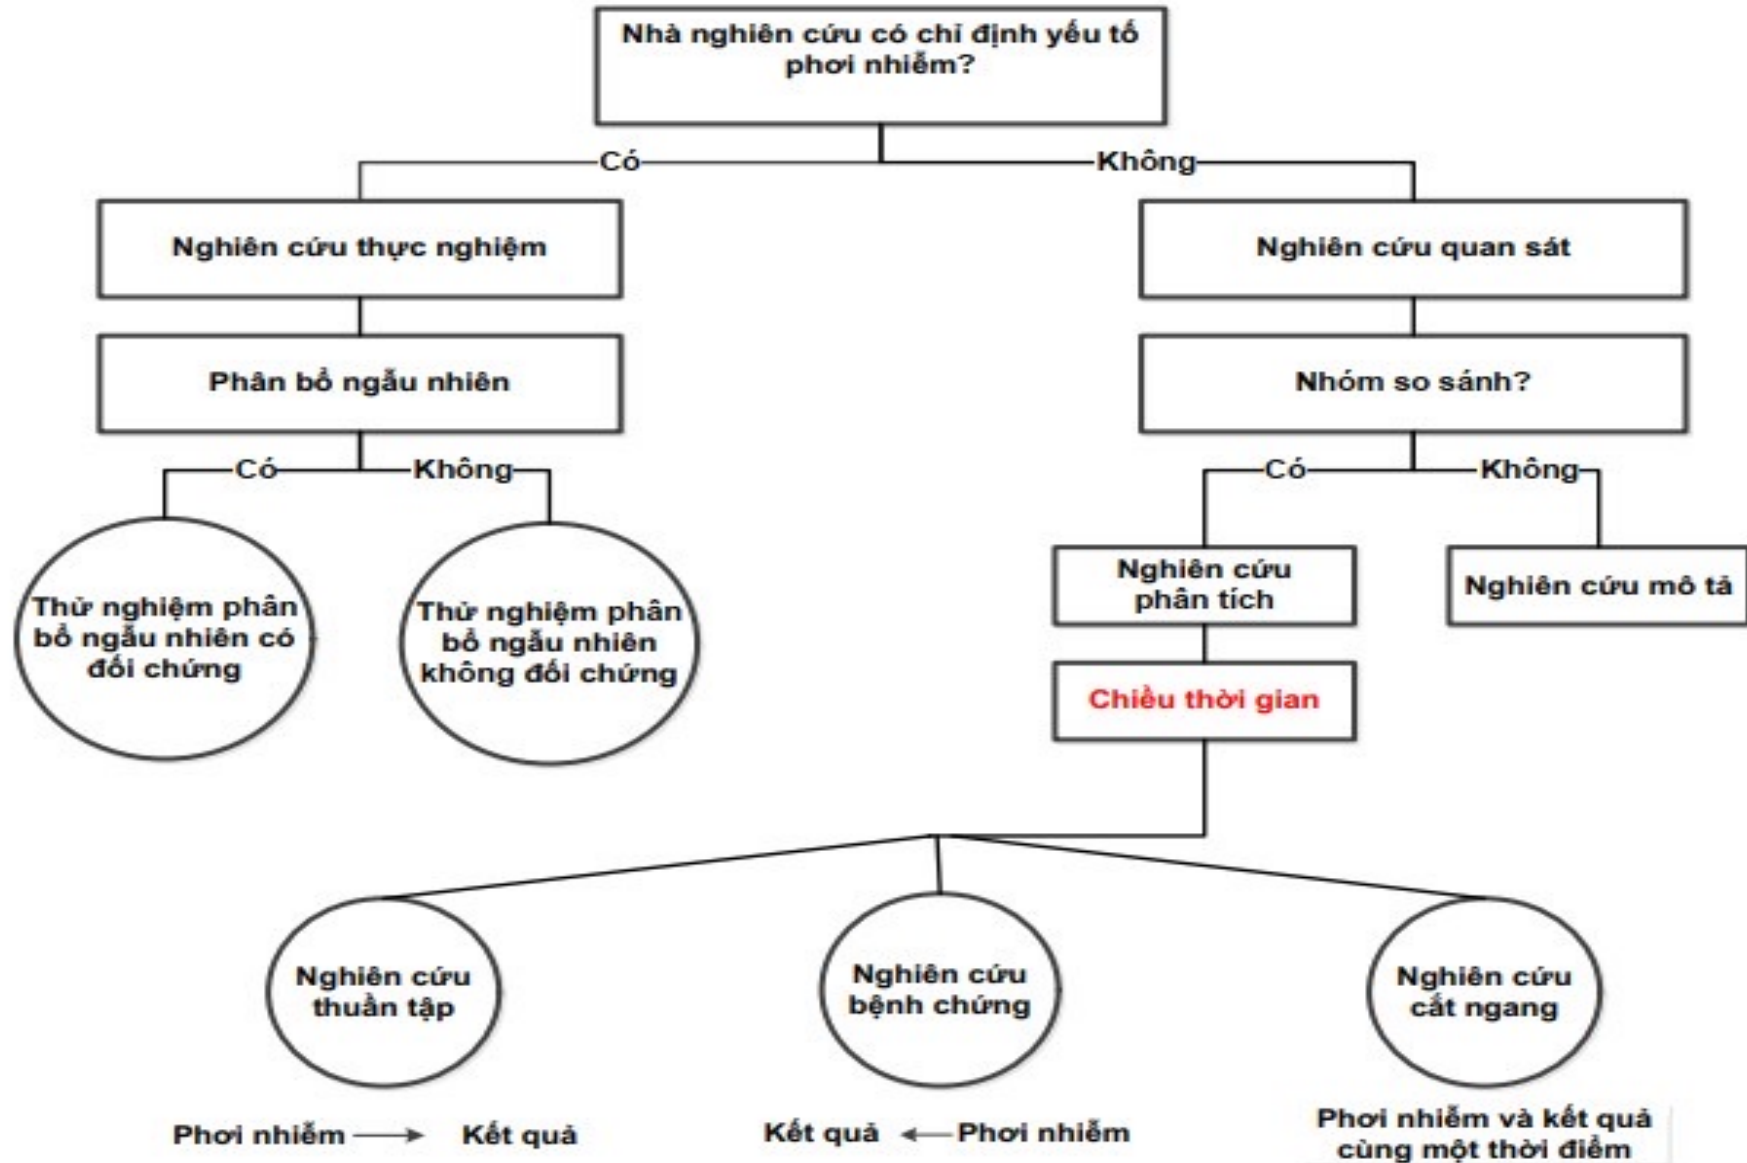 Nhà nghiên cứu có chỉ định yếu tố
phơi nhiễm?
Có
Không
Nghiên cứu thực nghiệm
Nghiên cứu quan sát
Phân bổ ngẫu nhiên
Nhóm so sánh?
Có
Không
Có
Không
Thử nghiệm phân
bổ ngẫu nhiên có
đối chứng
Thử nghiệm phân
bổ ngẫu nhiên
không đối chứng
Nghiên cứu
phân tích
Nghiên cứu mô tả
Chiều thời gian
Nghiên cứu
thuần tập
Nghiên cứu
bệnh chứng
Nghiên cứu
cắt ngang
Phơi nhiễm → Kết quả
Kết quả ← Phơi nhiễm
Phơi nhiễm và kết quả
cùng một thời điểm